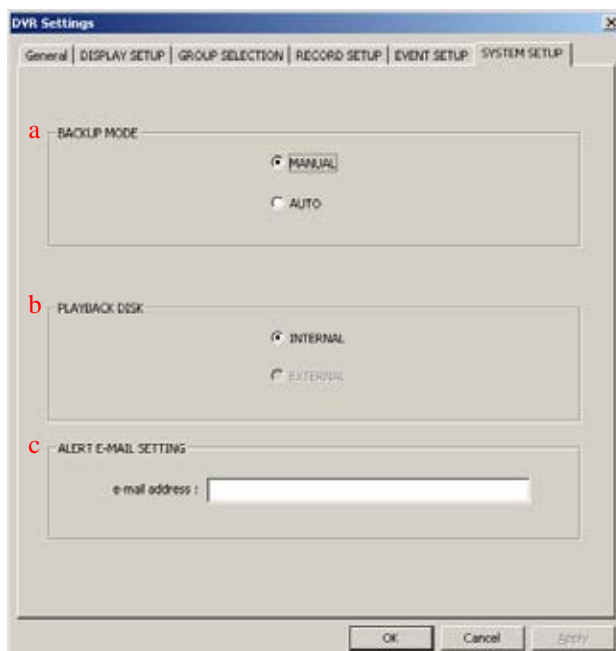 DVR Settings
General DISPLAY SETUP GROUP SELECTION RECORD SETUP EVENT SETUP SYSTEM SETUP
a BACKUP MODE
MANUAL
AUTO
b PLAYBACK DISK
INTERNAL
EXTERNAL
c ALERT E-MAIL SETTING
e-mail address :
OK Cancel Apply